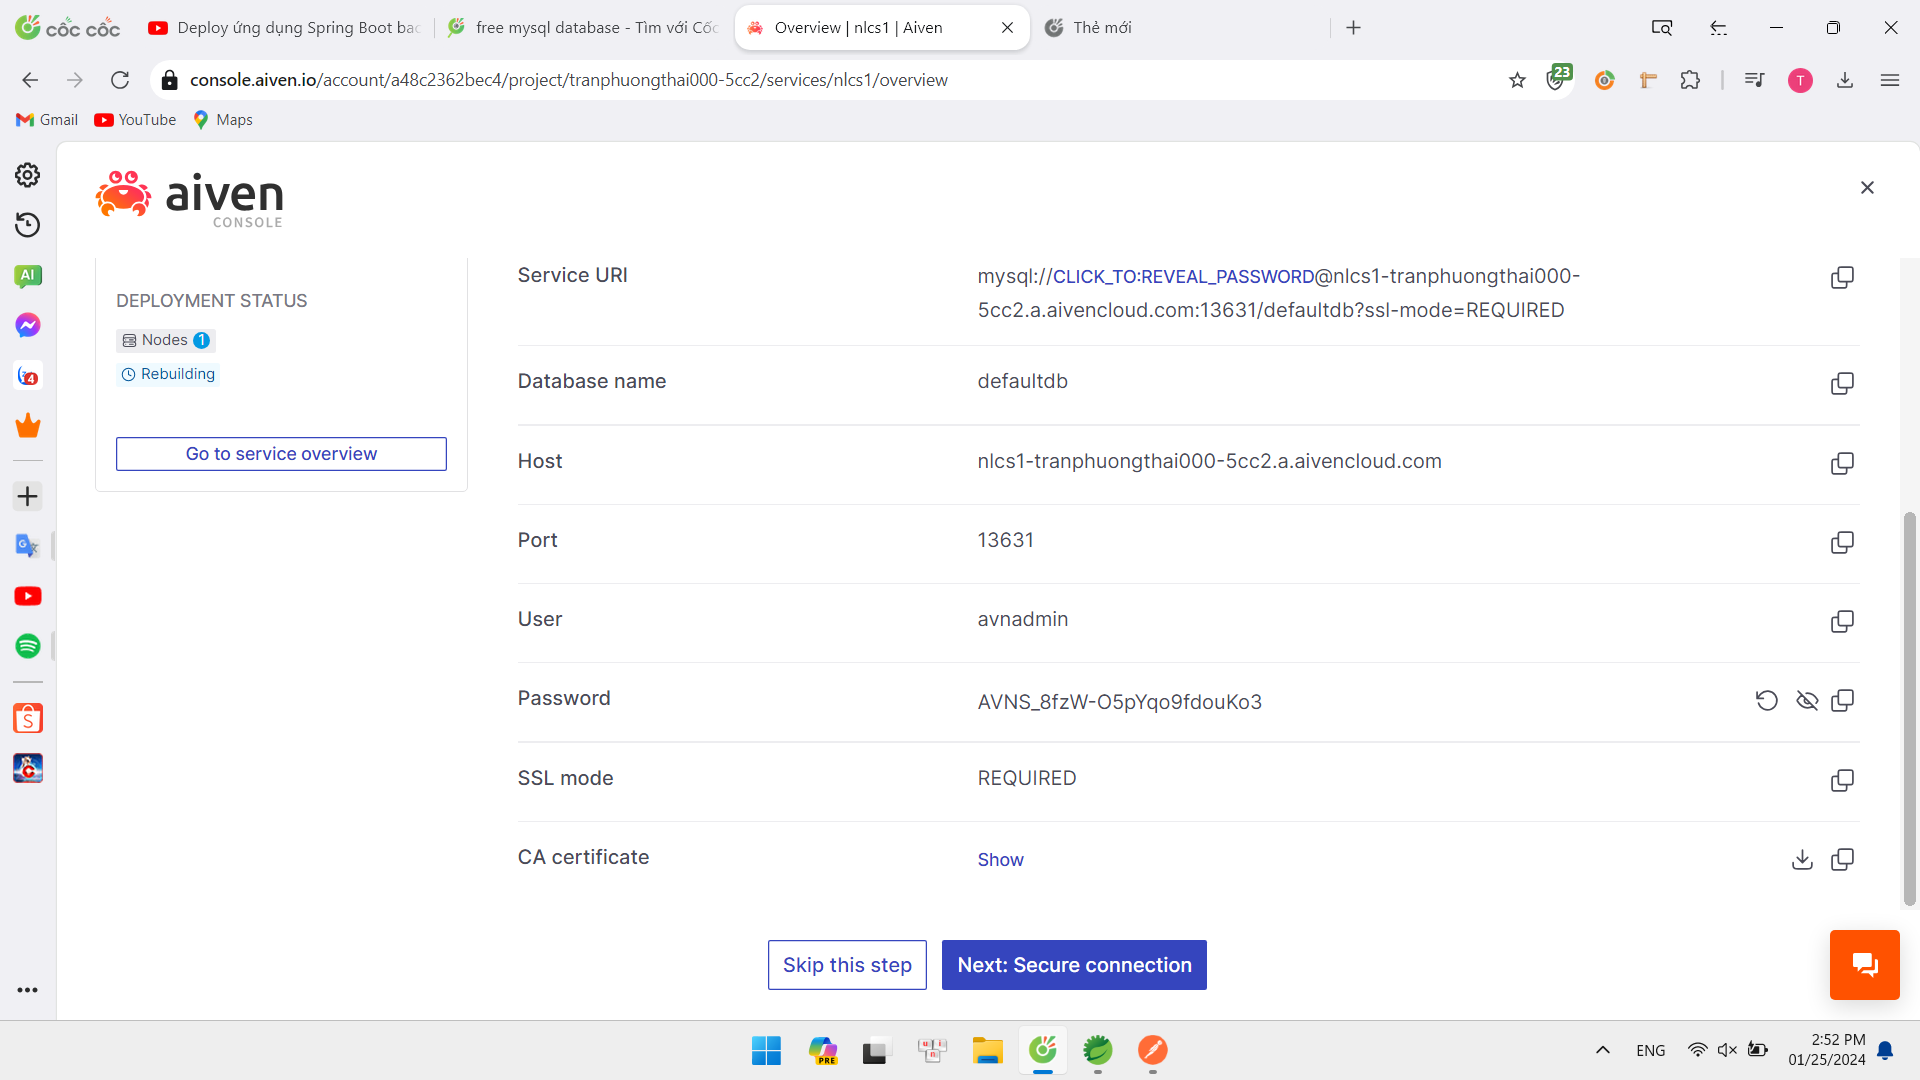 cốc cốc
Deploy ứng dụng Spring Boot bac
free mysql database - Tìm với Cốc
Overview | nlcs1 | Aiven
Thẻ mới
console.aiven.io/account/a48c2362bec4/project/tranphuongthai000-5cc2/services/nlcs1/overview
23
T
Gmail
YouTube
Maps
aiven
CONSOLE
AI
4
DEPLOYMENT STATUS
Nodes 1
Rebuilding
Go to service overview
Service URI
mysql://CLICK_TO:REVEAL_PASSWORD@nlcs1-tranphuongthai000-
5cc2.a.aivencloud.com:13631/defaultdb?ssl-mode=REQUIRED
Database name
defaultdb
Host
nlcs1-tranphuongthai000-5cc2.a.aivencloud.com
Port
13631
User
avnadmin
Password
AVNS_8fzW-O5pYqo9fdouKo3
SSL mode
REQUIRED
CA certificate
Show
Skip this step
Next: Secure connection
PRE
ENG
2:52 PM
01/25/2024